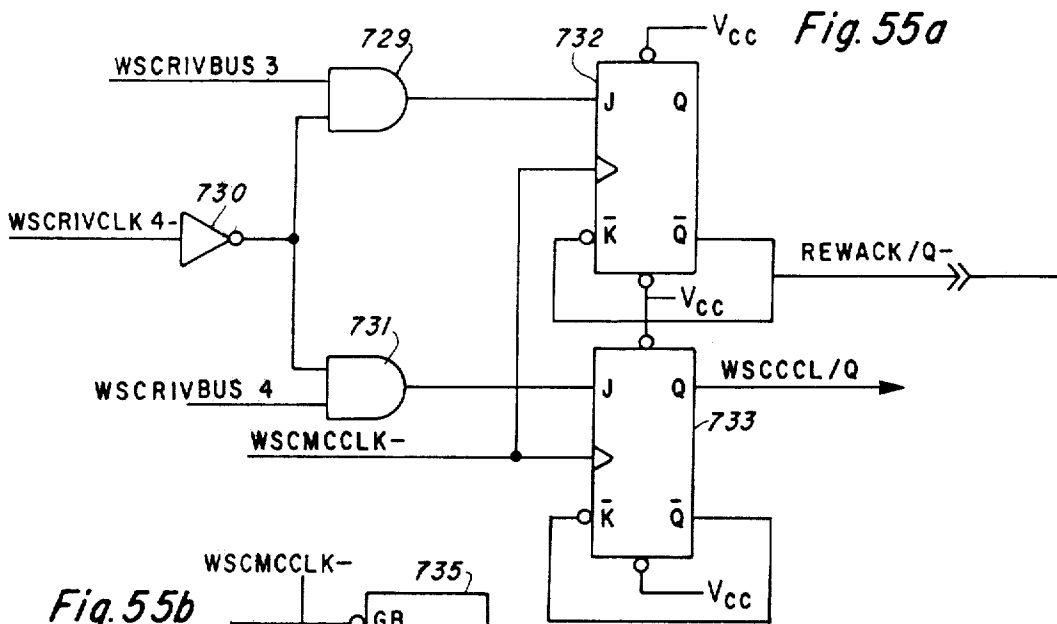 Fig. 55a
729
732
VCC
WSCRIVBUS 3
J Q
730
WSCRIVCLK 4-
K̅ Q̅
REWACK/Q-
VCC
731
J Q
WSCCCL/Q
WSCRIVBUS 4
733
WSCMCCLK-
K̅ Q̅
WSCMCCLK-
735
VCC
Fig. 55b
GB